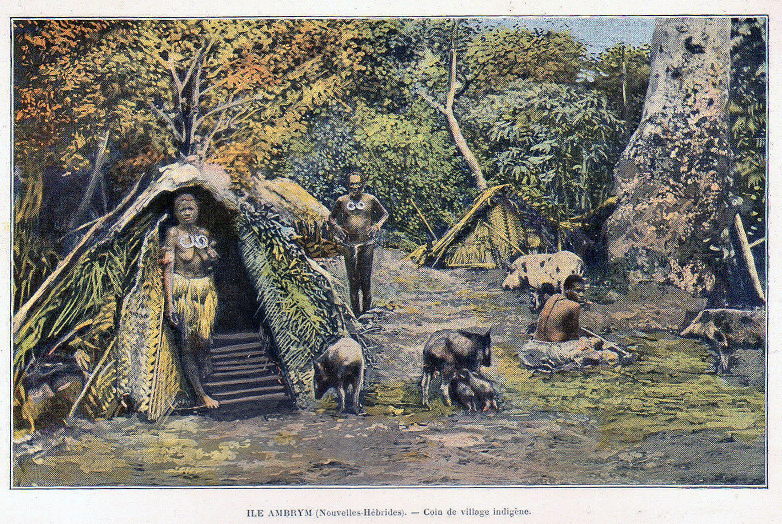 ILE AMBRYM (Nouvelles-Hébrides). — Coin de village indigène.